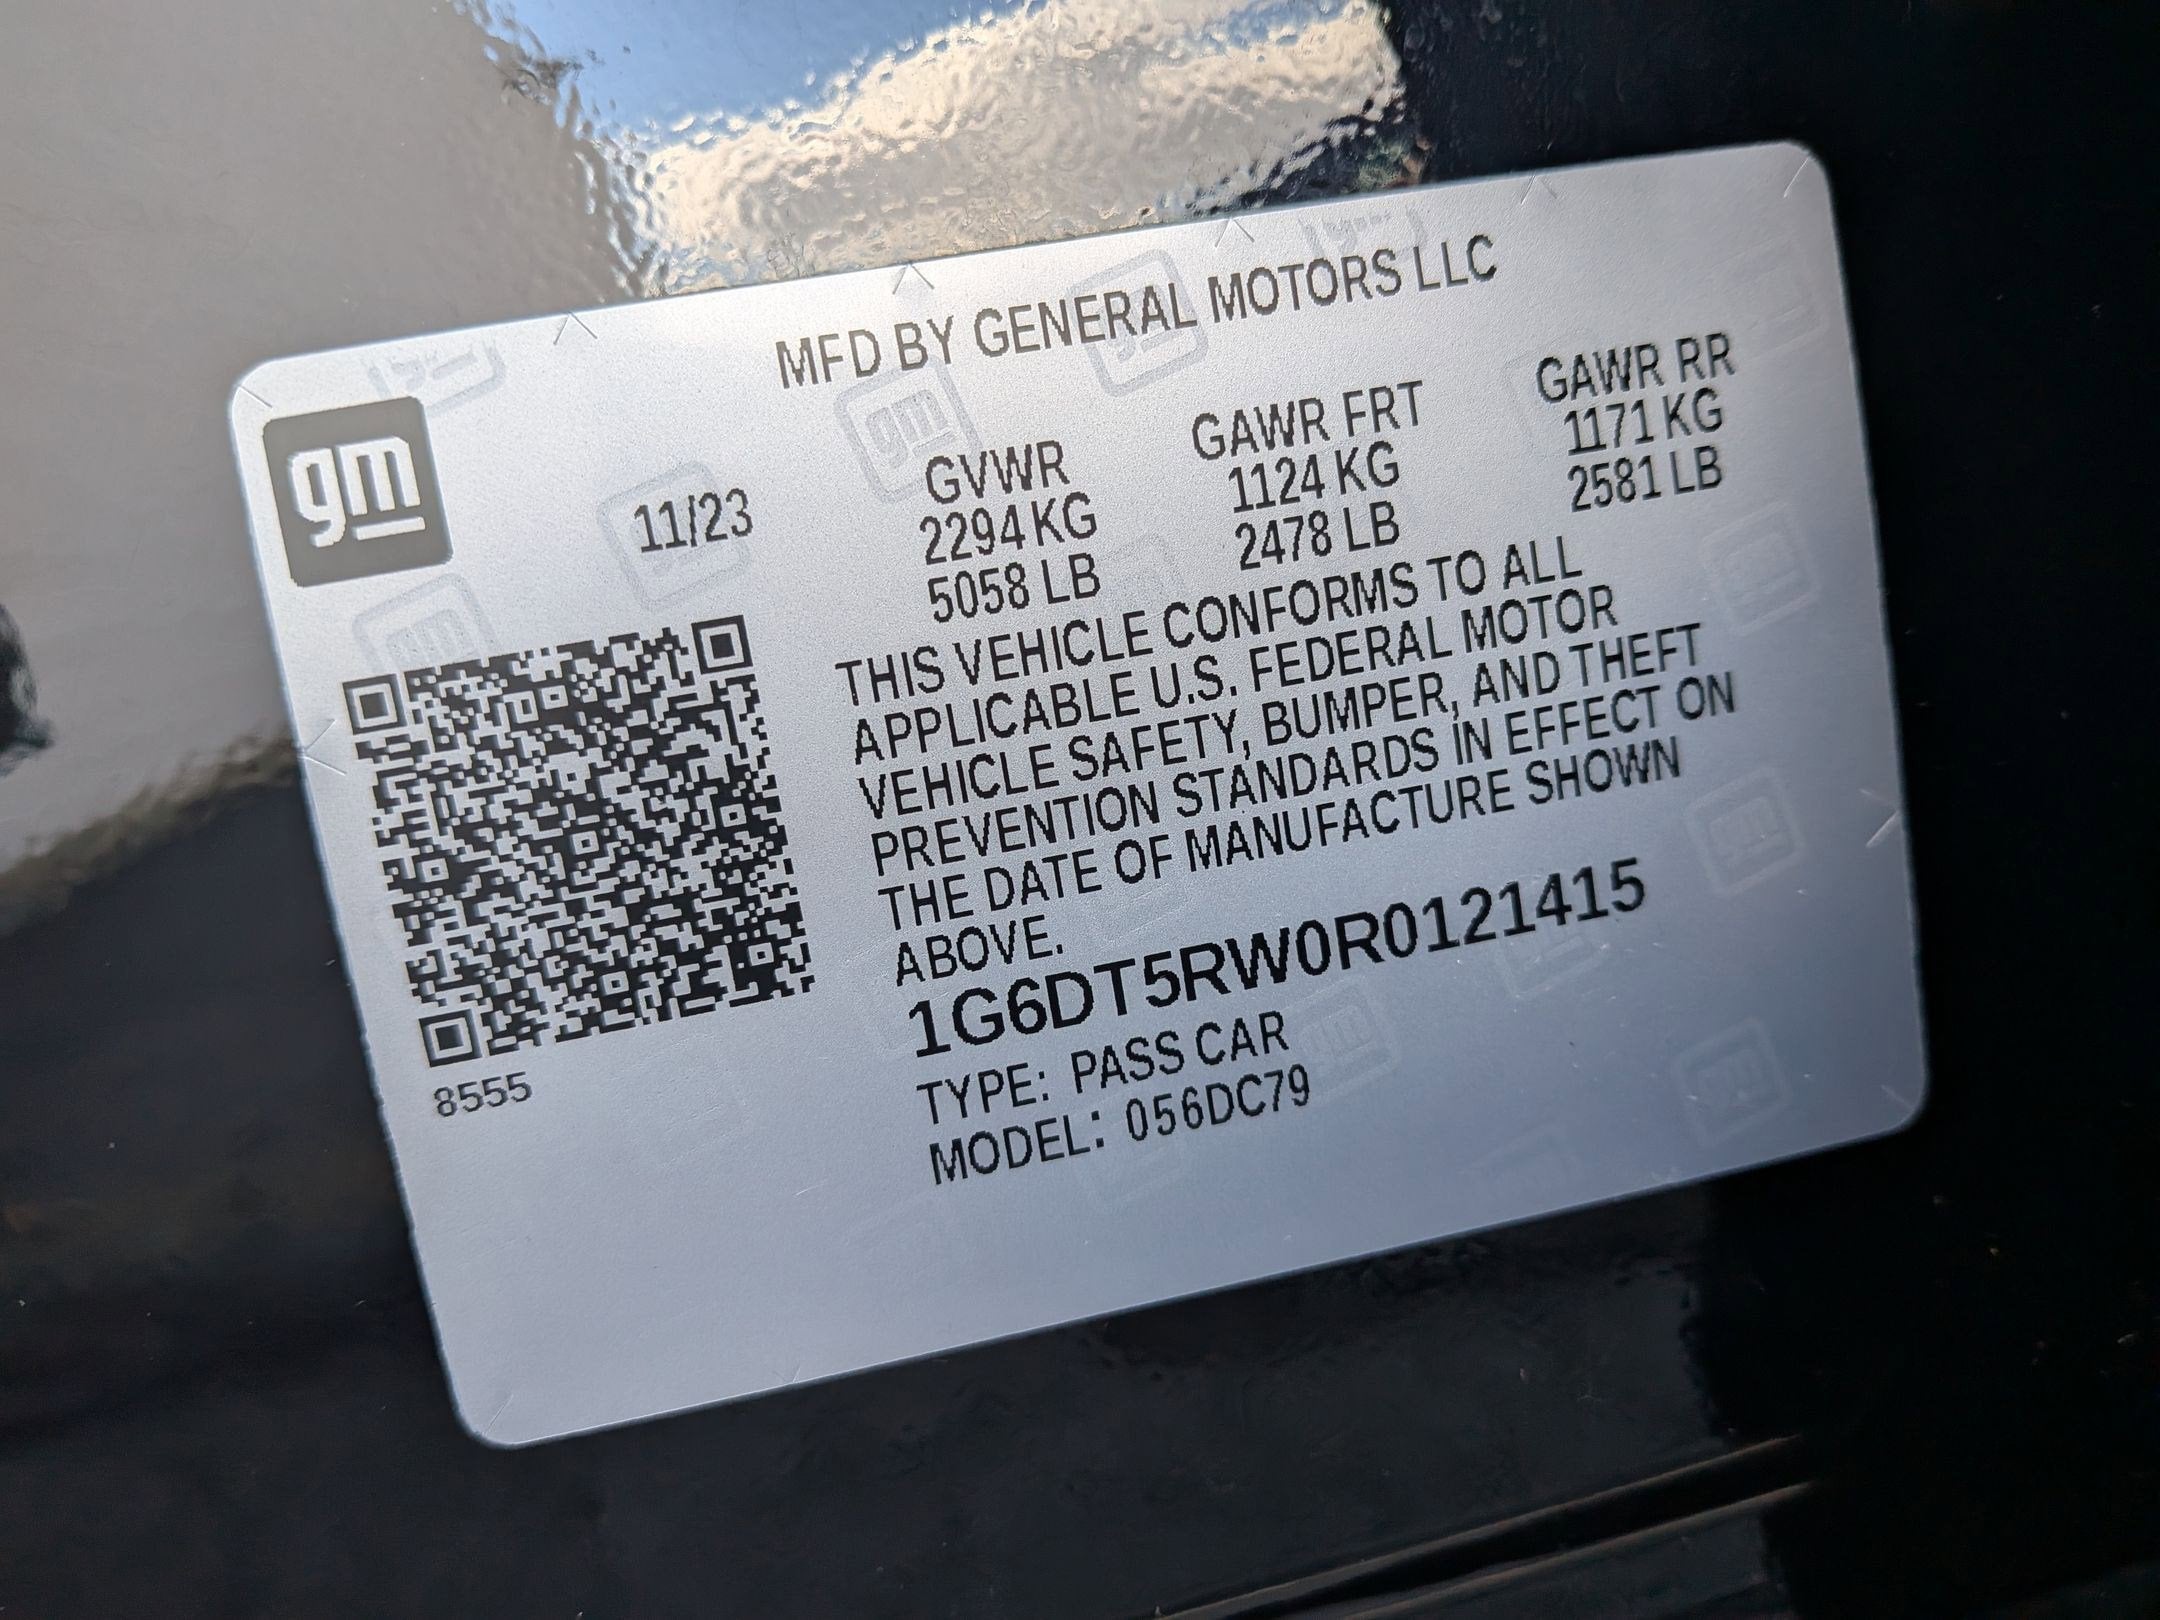 MFD BY GENERAL MOTORS LLC
gm
11/23
GVWR
2294 KG
5058 LB
GAWR FRT
1124 KG
2478 LB
GAWR RR
1171 KG
2581 LB
THIS VEHICLE CONFORMS TO ALL
APPLICABLE U.S. FEDERAL MOTOR
VEHICLE SAFETY, BUMPER, AND THEFT
PREVENTION STANDARDS IN EFFECT ON
THE DATE OF MANUFACTURE SHOWN
ABOVE.
1G6DT5RW0R0121415
TYPE: PASS CAR
MODEL: 056DC79
8555